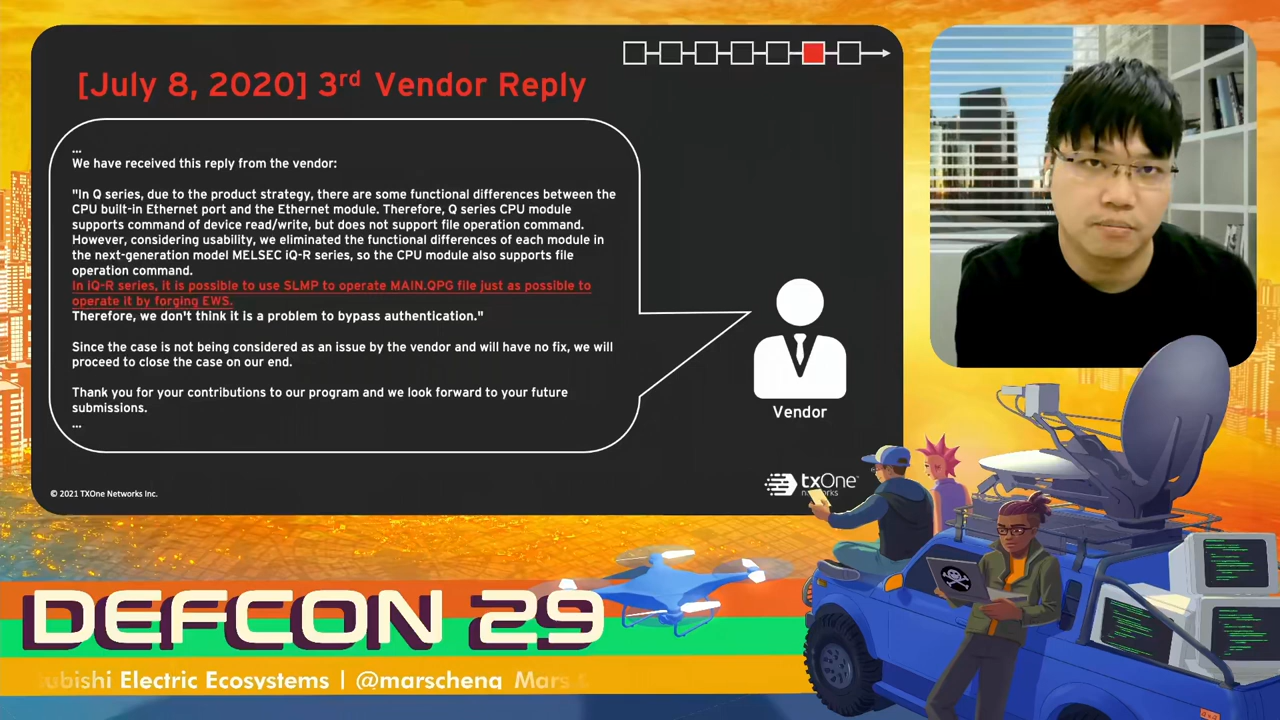 [July 8, 2020] 3rd Vendor Reply
...
We have received this reply from the vendor:
"In Q series, due to the product strategy, there are some functional differences between the
CPU built-in Ethernet port and the Ethernet module. Therefore, Q series CPU module
supports command of device read/write, but does not support file operation command.
However, considering usability, we eliminated the functional differences of each module in
the next-generation model MELSEC iQ-R series, so the CPU module also supports file
operation command.
In iQ-R series, it is possible to use SLMP to operate MAIN.QPG file just as possible to
operate it by forging EWS.
Therefore, we don't think it is a problem to bypass authentication."
Since the case is not being considered as an issue by the vendor and will have no fix, we will
proceed to close the case on our end.
Thank you for your contributions to our program and we look forward to your future
submissions.
...
Vendor
© 2021 TXOne Networks Inc.
txOne
DEFCON 29
ubishi Electric Ecosystems | @marscheng Mars